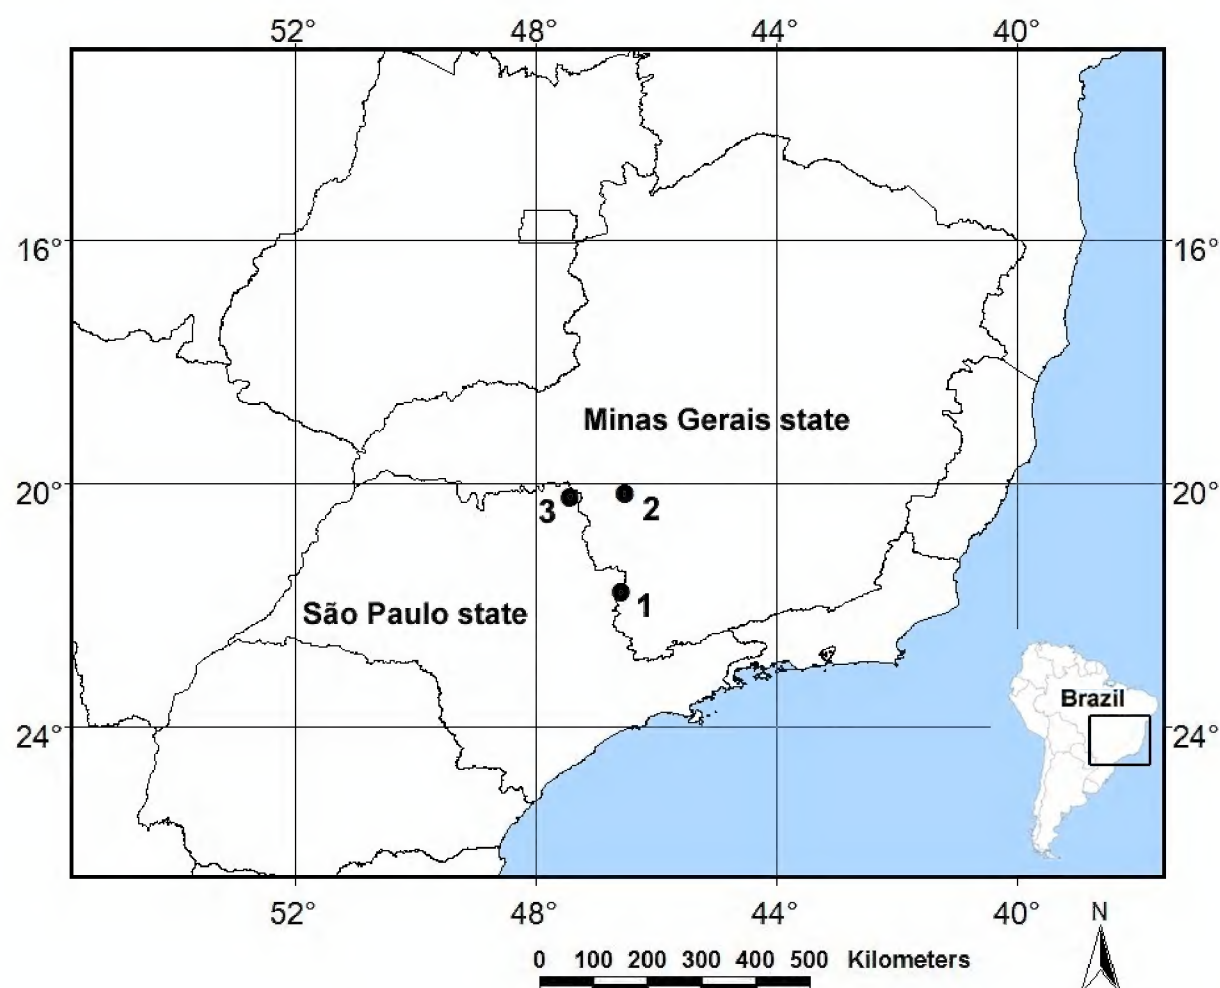 52° 48° 44° 40°
16° 16°
Minas Gerais state
20° 20°
3 2
1
São Paulo state
Brazil
24° 24°
52° 48° 44° 40°
N
0 100 200 300 400 500 Kilometers